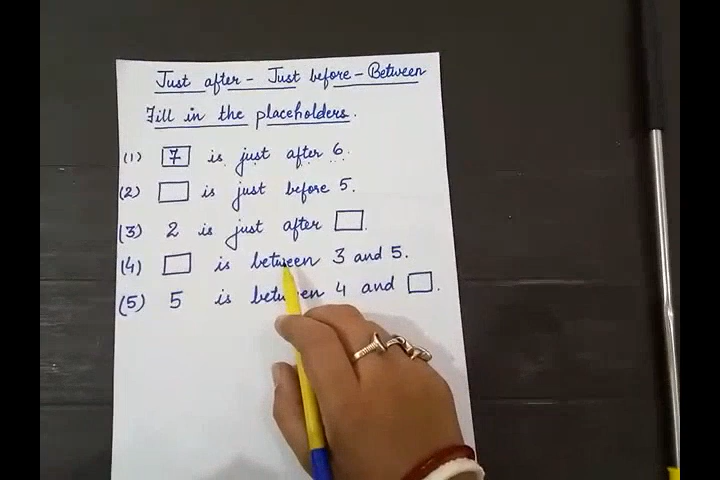 Just after - Just before - Between
Fill in the placeholders.
(1) 7 is just after 6.
(2) is just before 5.
(3) 2 is just after .
(4) is between 3 and 5.
(5) 5 is between 4 and .